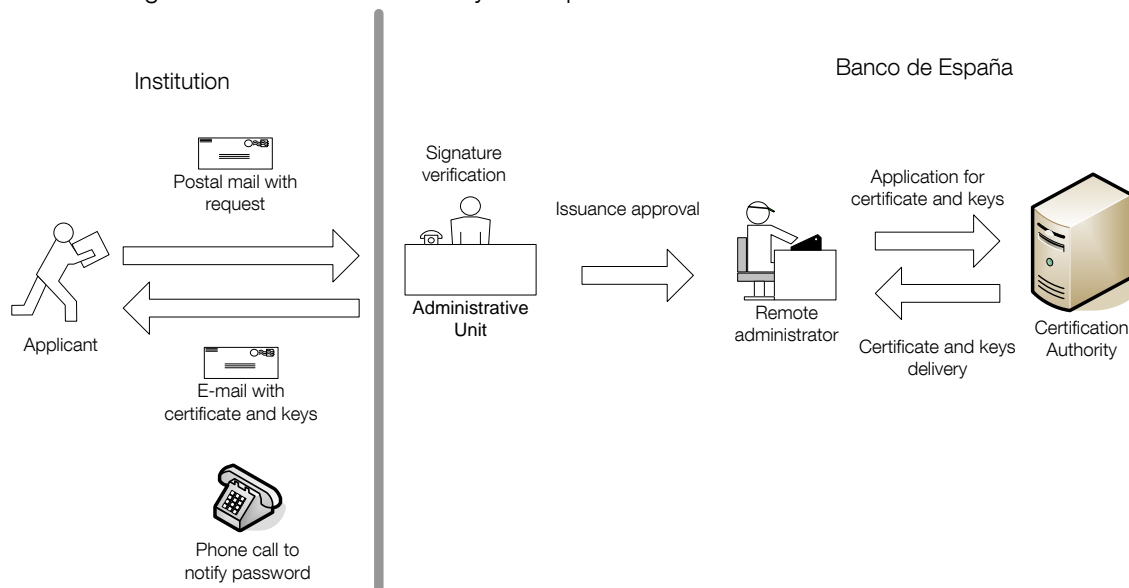 Institution
Banco de España
Postal mail with
request
Signature
verification
Issuance approval
Application for
certificate and keys
Applicant
Administrative
Unit
Remote
administrator
Certification
Authority
Certificate and keys
delivery
E-mail with
certificate and keys
Phone call to
notify password